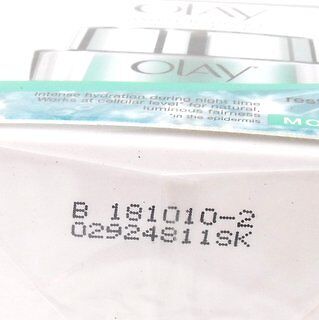 OLAY
OLAY
Intense hydration during night time
Works at cellular level* for natural,
luminous fairness
*in the epidermis
B 181010-2
02924811SK